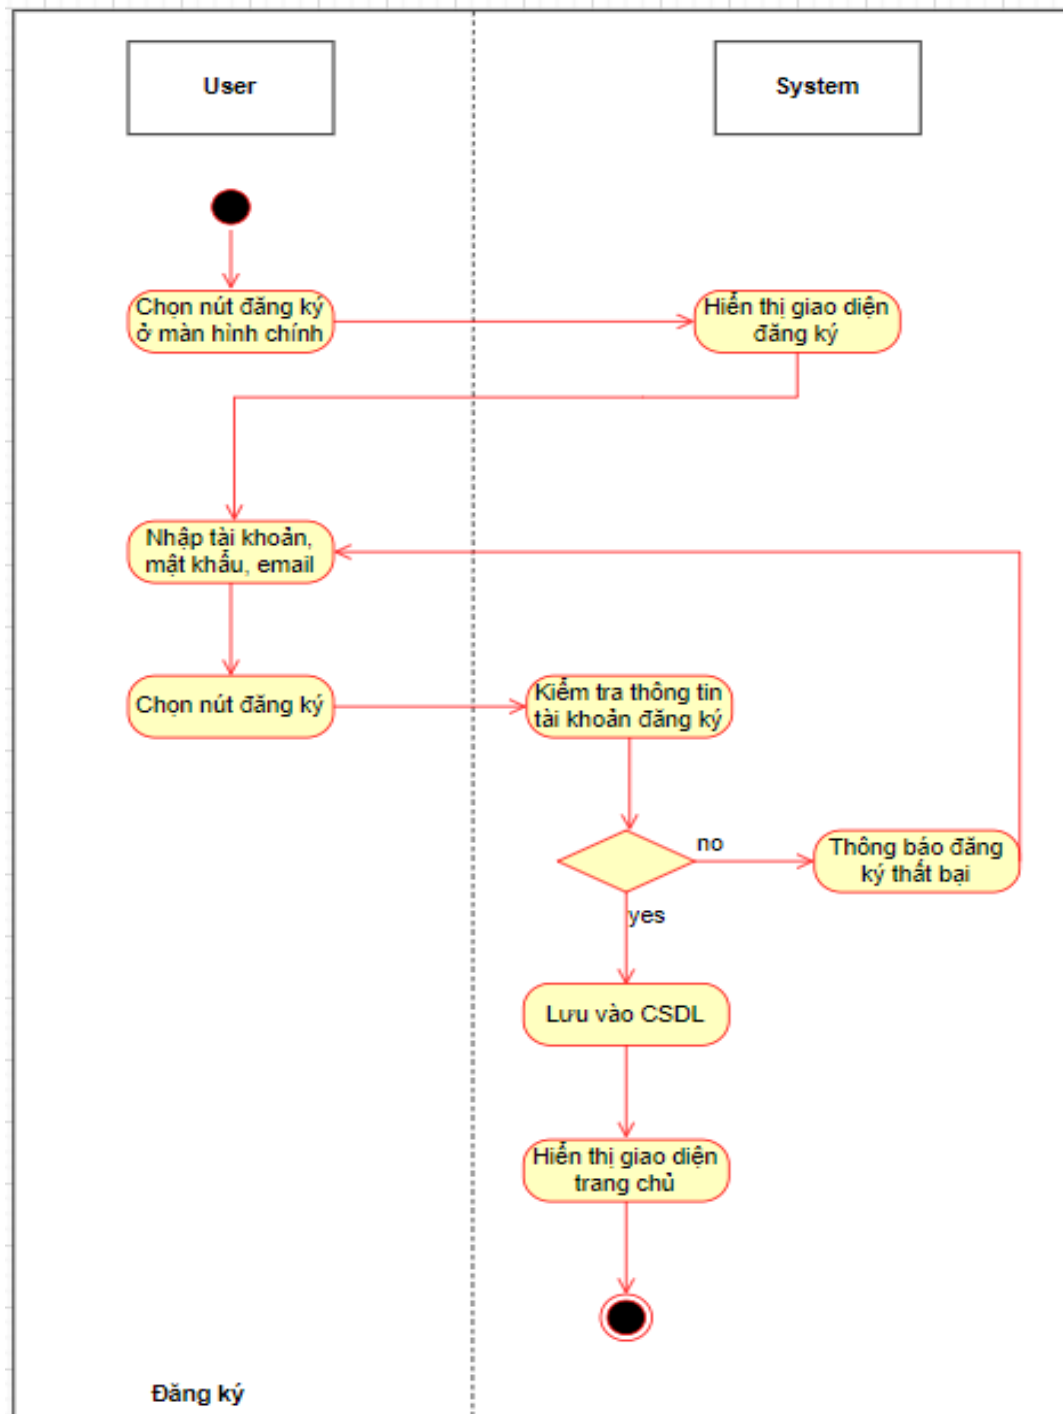 User
System
Chọn nút đăng ký
ở màn hình chính
Hiển thị giao diện
đăng ký
Nhập tài khoản,
mật khẩu, email
Chọn nút đăng ký
Kiểm tra thông tin
tài khoản đăng ký
no
Thông báo đăng
ký thất bại
yes
Lưu vào CSDL
Hiển thị giao diện
trang chủ
Đăng ký